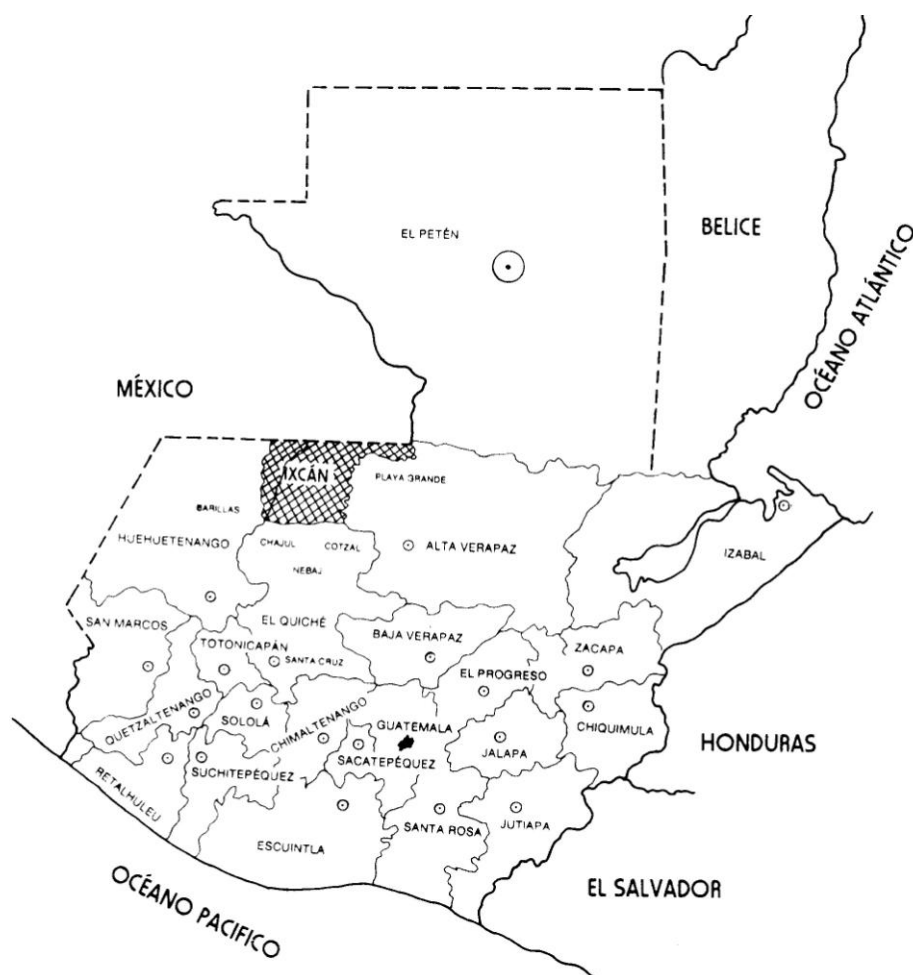 EL PETÉN
BELICE
OCÉANO ATLÁNTICO
MÉXICO
IXCÁN
PLAYA GRANDE
BARILLAS
HUEHUETENANGO
CHAJUL
COTZAL
ALTA VERAPAZ
IZABAL
NEBAJ
SAN MARCOS
EL QUICHÉ
BAJA VERAPAZ
TOTONICAPÁN
ZACAPA
SANTA CRUZ
EL PROGRESO
QUETZALTENANGO
SOLOLÁ
CHIMALTENANGO
GUATEMALA
CHIQUIMULA
JALAPA
HONDURAS
SACATEPÉQUEZ
SUCHITEPÉQUEZ
RETALHULEU
SANTA ROSA
JUTIAPA
ESCUINTLA
EL SALVADOR
OCÉANO PACIFICO